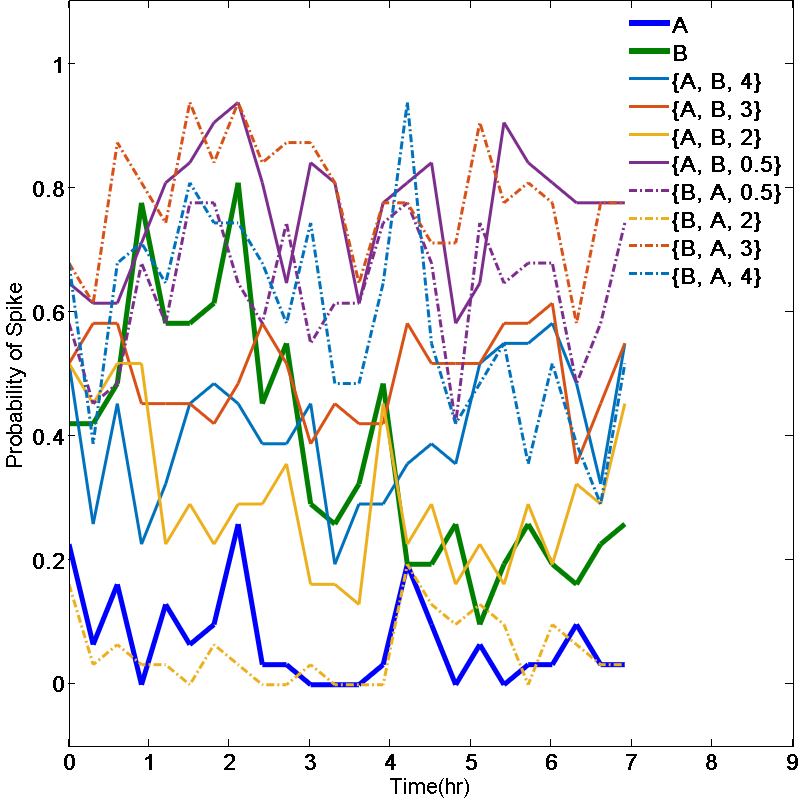 A
B
{A, B, 4}
{A, B, 3}
{A, B, 2}
{A, B, 0.5}
{B, A, 0.5}
{B, A, 2}
{B, A, 3}
{B, A, 4}
Probability of Spike
1
0.8
0.6
0.4
0.2
0
0 1 2 3 4 5 6 7 8 9
Time(hr)